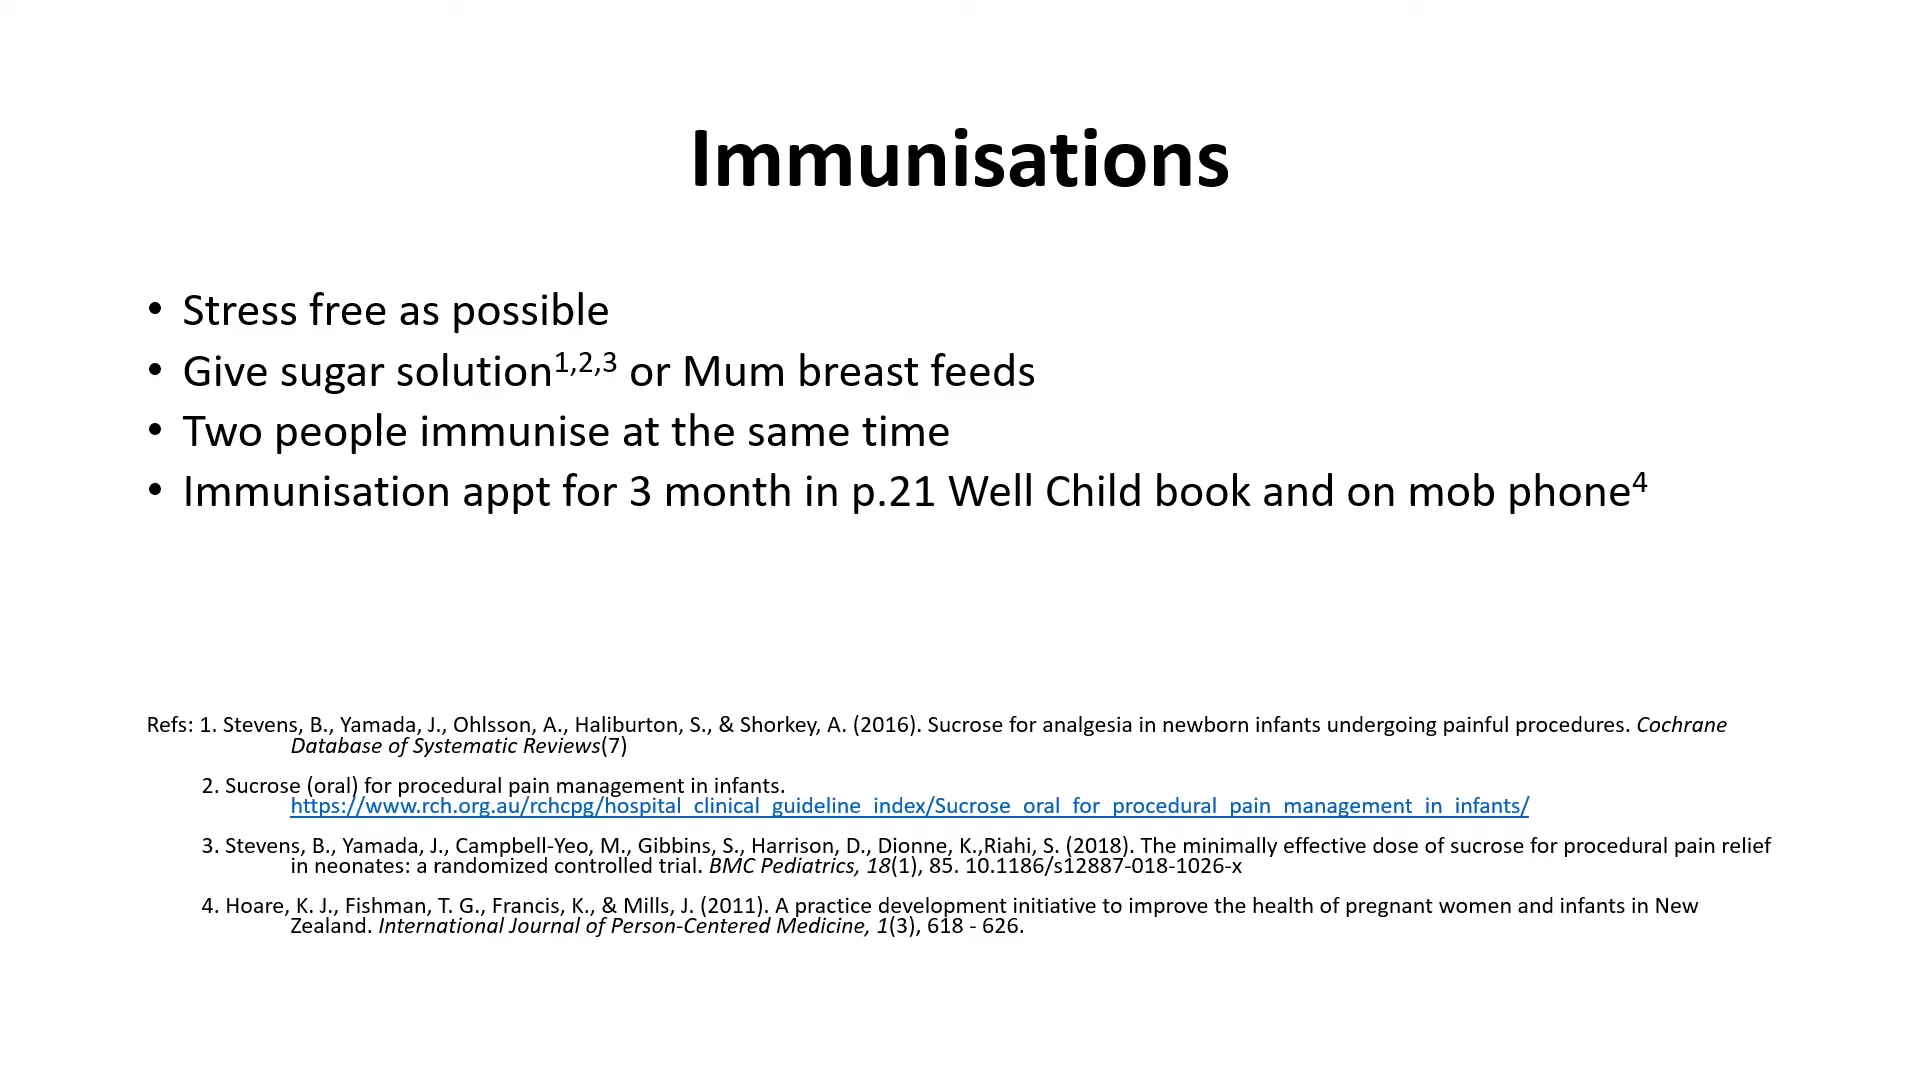 Immunisations
• Stress free as possible
• Give sugar solution1,2,3 or Mum breast feeds
• Two people immunise at the same time
• Immunisation appt for 3 month in p.21 Well Child book and on mob phone4
Refs: 1. Stevens, B., Yamada, J., Ohlsson, A., Haliburton, S., & Shorkey, A. (2016). Sucrose for analgesia in newborn infants undergoing painful procedures. Cochrane
Database of Systematic Reviews(7)
2. Sucrose (oral) for procedural pain management in infants.
https://www.rch.org.au/rchcpg/hospital_clinical_guideline_index/Sucrose_oral_for_procedural_pain_management_in_infants/
3. Stevens, B., Yamada, J., Campbell-Yeo, M., Gibbins, S., Harrison, D., Dionne, K.,Riahi, S. (2018). The minimally effective dose of sucrose for procedural pain relief
in neonates: a randomized controlled trial. BMC Pediatrics, 18(1), 85. 10.1186/s12887-018-1026-x
4. Hoare, K. J., Fishman, T. G., Francis, K., & Mills, J. (2011). A practice development initiative to improve the health of pregnant women and infants in New
Zealand. International Journal of Person-Centered Medicine, 1(3), 618 - 626.